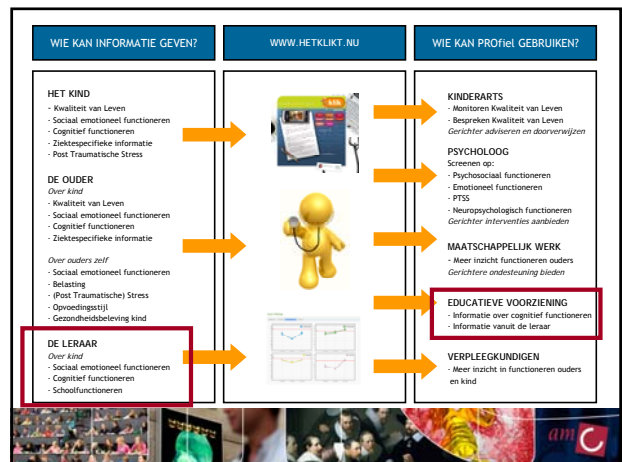 WIE KAN INFORMATIE GEVEN?
WWW.HETKLIKT.NU
WIE KAN PROfiel GEBRUIKEN?
HET KIND
- Kwaliteit van Leven
- Sociaal emotioneel functioneren
- Cognitief functioneren
- Ziektespecifieke informatie
- Post Traumatische Stress
DE OUDER
Over kind
- Kwaliteit van Leven
- Sociaal emotioneel functioneren
- Cognitief functioneren
- Ziektespecifieke informatie
Over ouders zelf
- Sociaal emotioneel functioneren
- Belasting
- (Post Traumatische) Stress
- Opvoedingsstijl
- Gezondheidsbeleving kind
DE LERAAR
Over kind
- Sociaal emotioneel functioneren
- Cognitief functioneren
- Schoolfunctioneren
klik
KINDERARTS
- Monitoren Kwaliteit van Leven
- Bespreken Kwaliteit van Leven
Gerichter adviseren en doorverwijzen
PSYCHOLOOG
Screenen op:
- Psychosociaal functioneren
- Emotioneel functioneren
- PTSS
- Neuropsychologisch functioneren
Gerichter interventies aanbieden
MAATSCHAPPELIJK WERK
- Meer inzicht functioneren ouders
Gerichtere ondesteuning bieden
EDUCATIEVE VOORZIENING
- Informatie over cognitief functioneren
- Informatie vanuit de leraar
VERPLEEGKUNDIGEN
- Meer inzicht in functioneren ouders
en kind
amC